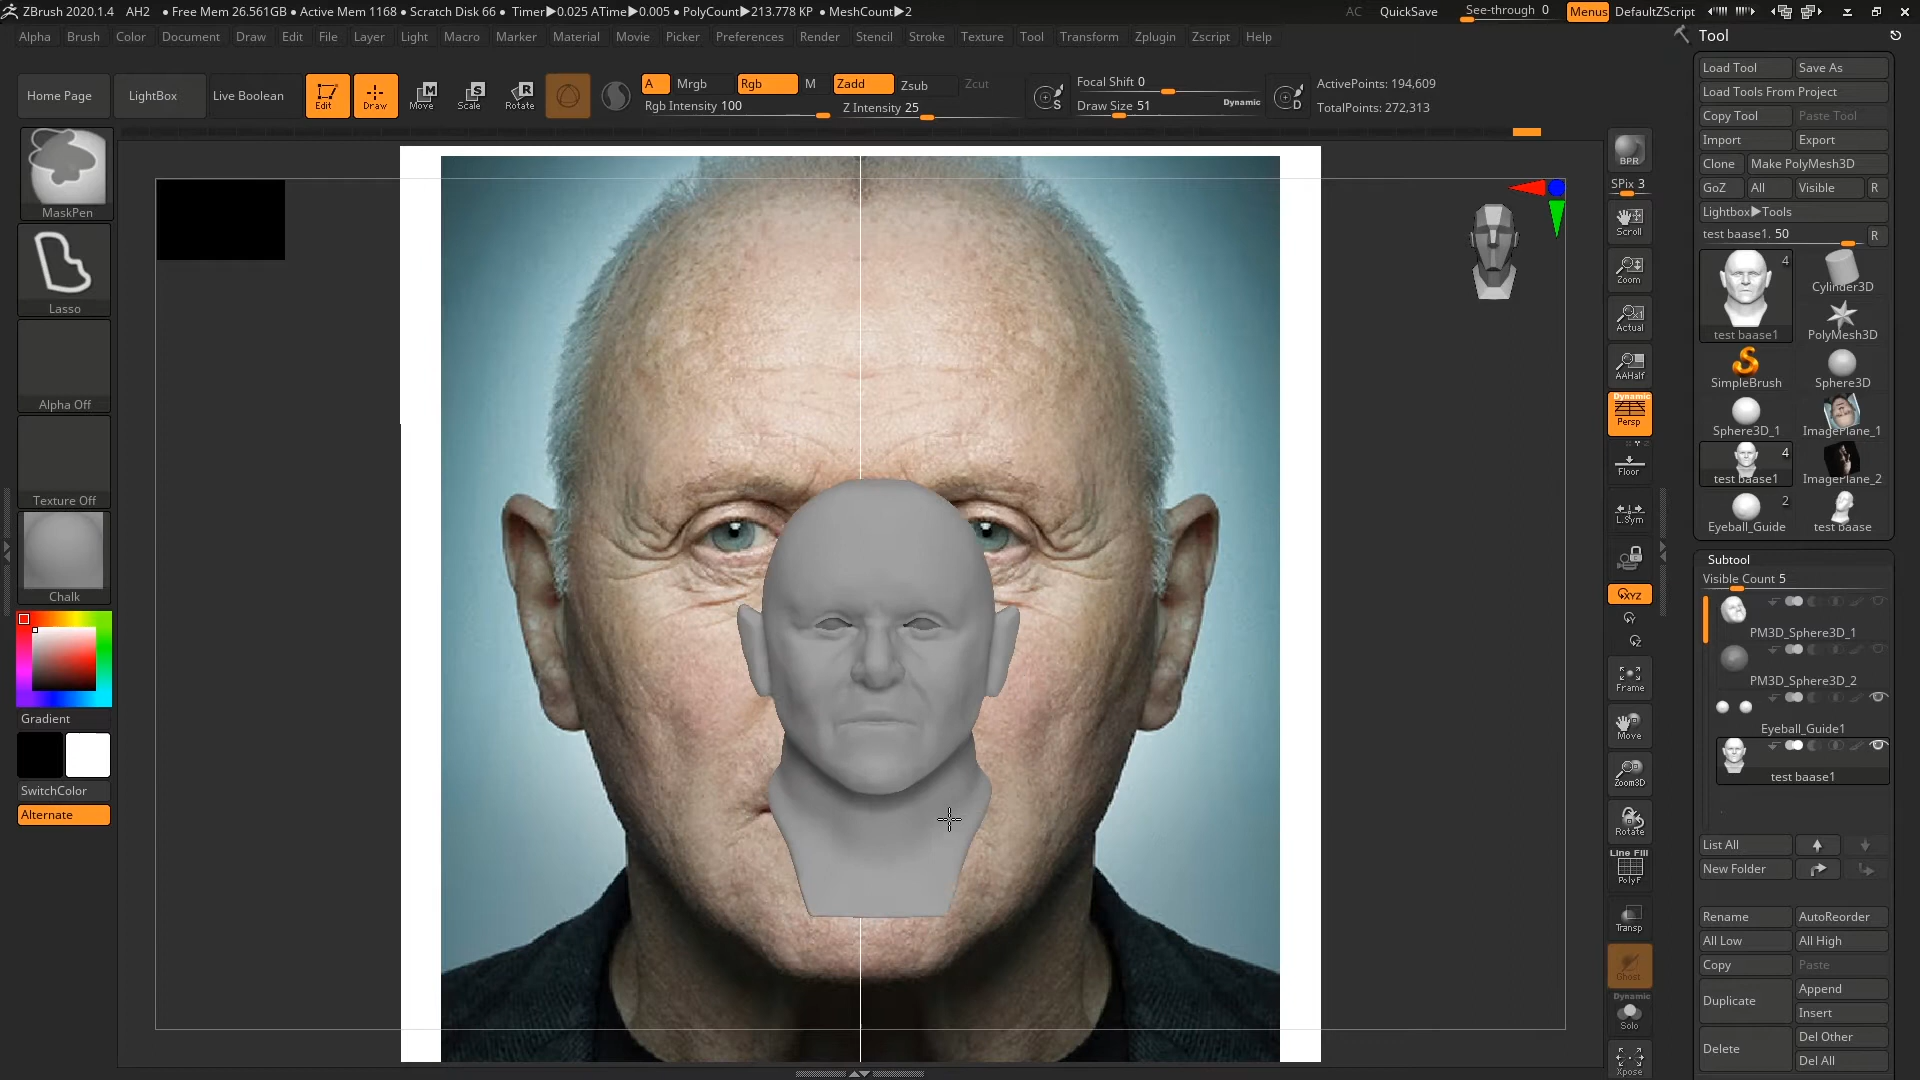 ZBrush 2020.1.4 AH2 • Free Mem 26.561GB • Active Mem 1168 • Scratch Disk 66 • Timer▶0.025 ATime▶0.005 • PolyCount▶213.778 KP • MeshCount▶2 AC QuickSave See-through 0 Menus DefaultZScript
Alpha Brush Color Document Draw Edit File Layer Light Macro Marker Material Movie Picker Preferences Render Stencil Stroke Texture Tool Transform Zplugin Zscript Help
Home Page LightBox Live Boolean Edit Draw Move Scale Rotate
A Mrgb Rgb M Zadd Zsub Zcut
Rgb Intensity 100 Z Intensity 25
S Focal Shift 0
Draw Size 51 Dynamic
D ActivePoints: 194,609
TotalPoints: 272,313
MaskPen
Lasso
Alpha Off
Texture Off
Chalk
Gradient
SwitchColor
Alternate
BPR
SPix 3
Scroll
Zoom
Actual
AAHalf
Dynamic
Persp
Floor
L.Sym
XYZ
Y
Z
Frame
Move
Zoom3D
Rotate
Line Fill
PolyF
Transp
Ghost
Dynamic
Solo
Xpose
Tool
Load Tool Save As
Load Tools From Project
Copy Tool Paste Tool
Import Export
Clone Make PolyMesh3D
GoZ All Visible R
Lightbox▶Tools
test baase1. 50 R
4
test baase1
Cylinder3D
PolyMesh3D
SimpleBrush Sphere3D
Sphere3D_1 ImagePlane_1
4
test baase1 ImagePlane_2
2
Eyeball_Guide test baase
Subtool
Visible Count 5
PM3D_Sphere3D_1
PM3D_Sphere3D_2
Eyeball_Guide1
test baase1
List All
New Folder
Rename AutoReorder
All Low All High
Copy Paste
Duplicate Append
Insert
Delete Del Other
Del All